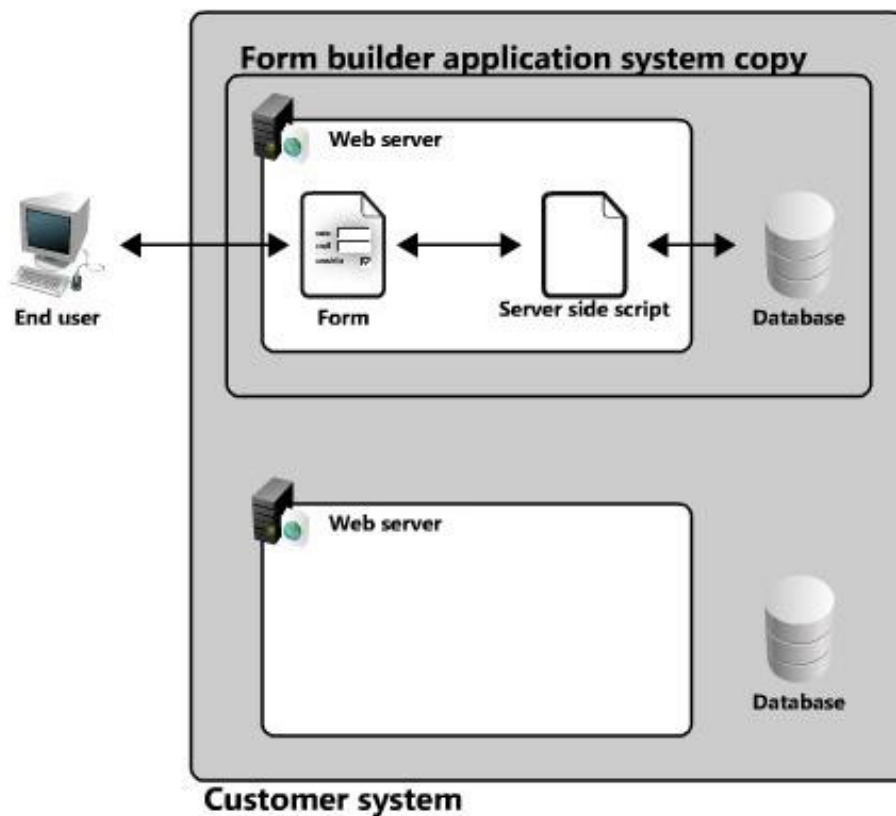 Form builder application system copy
Web server
End user
Form
Server side script
Database
Web server
Database
Customer system